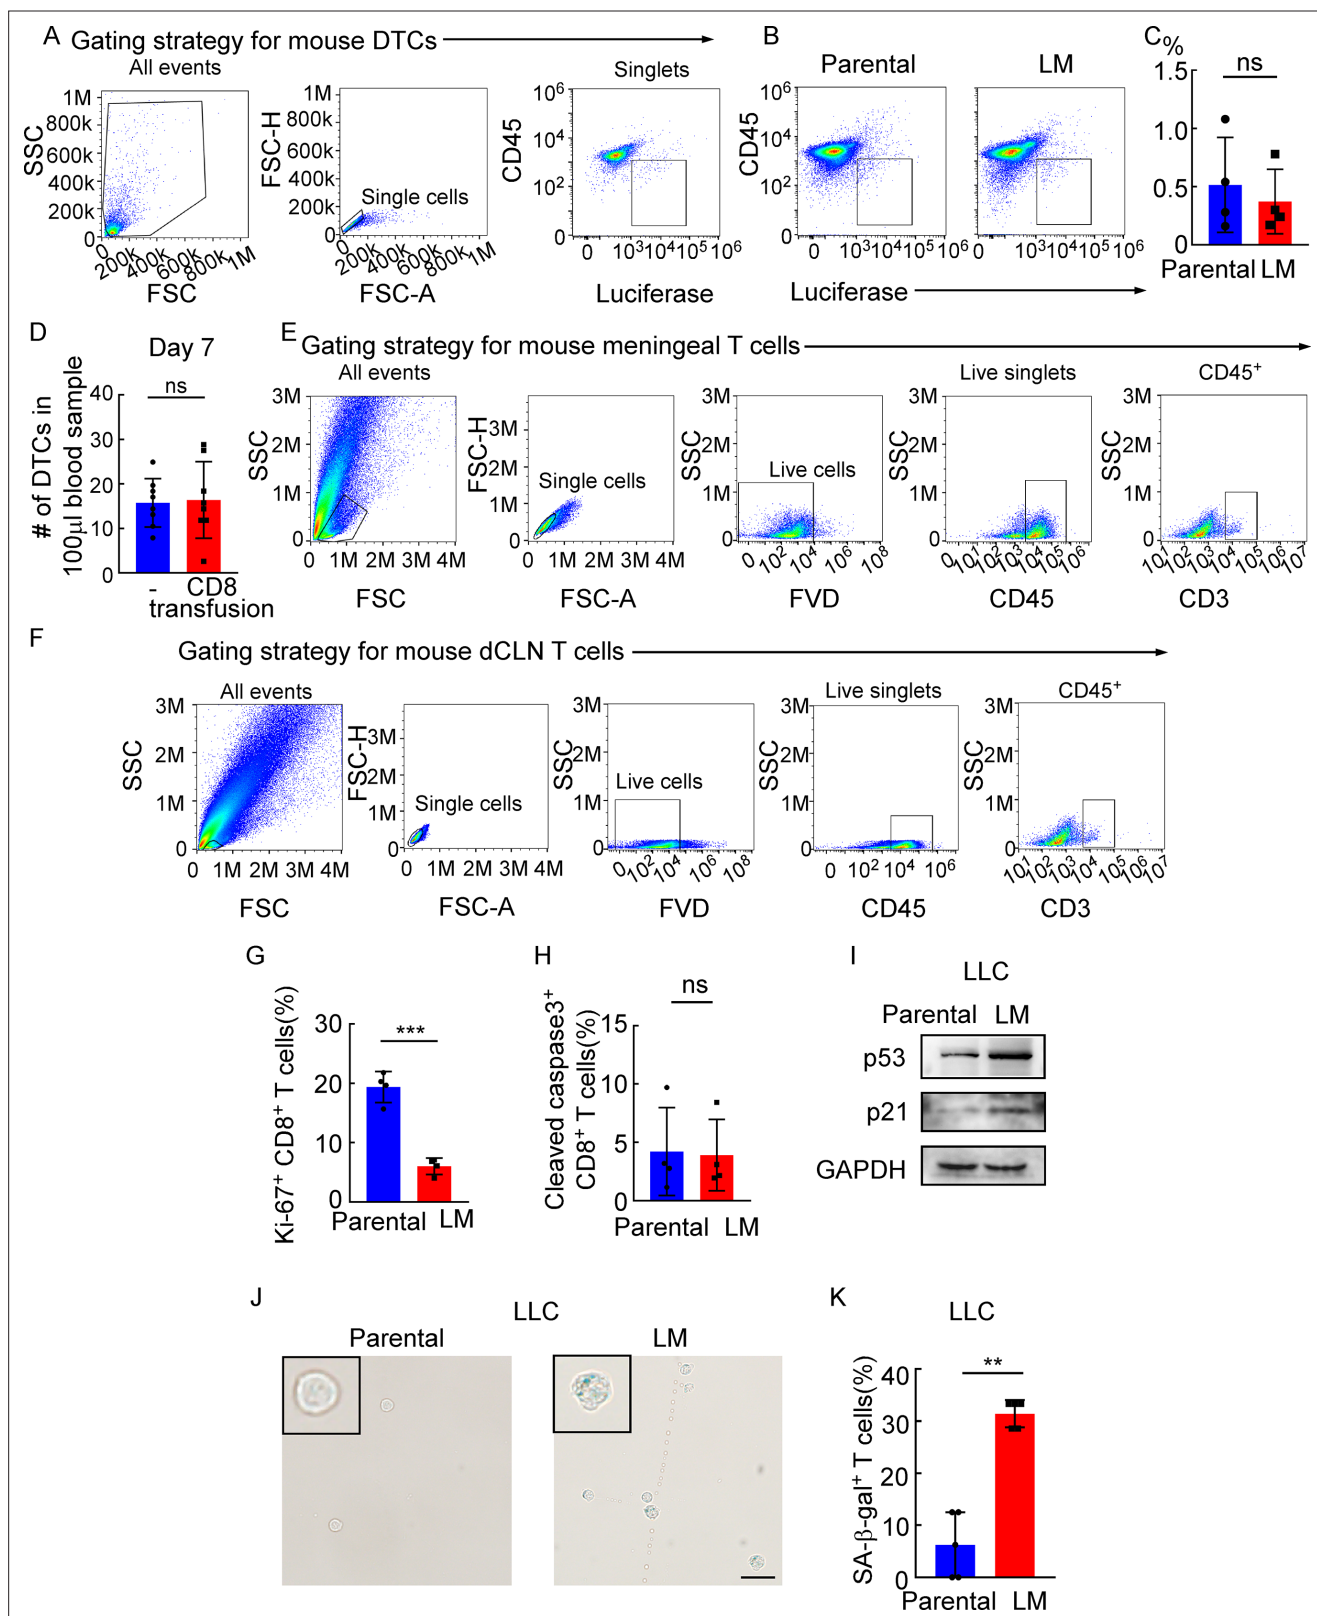 A Gating strategy for mouse DTCs
All events
SSC
1M
800k
600k
400k
200k
0
0 200k 400k 600k 800k 1M
FSC
FSC-H
1M
800k
600k
400k
200k
0
Single cells
0 200k 400k 600k 800k 1M
FSC-A
Singlets
CD45
10⁶
10⁴
10²
0
0 10³ 10⁴ 10⁵ 10⁶
Luciferase
B
Parental
LM
CD45
10⁶
10⁴
10²
0
0 10³ 10⁴ 10⁵ 10⁶
0 10³ 10⁴ 10⁵ 10⁶
Luciferase
C
%
ns
1.5
1.0
0.5
0
Parental LM
D
Day 7
ns
# of DTCs in
100μl blood sample
40
30
20
10
0
- CD8
transfusion
E
Gating strategy for mouse meningeal T cells
All events
SSC
3M
2M
1M
0
0 1M 2M 3M 4M
FSC
FSC-H
3M
2M
1M
0
Single cells
0 1M 2M 3M 4M
FSC-A
SSC
3M
2M
1M
0
Live cells
0 10² 10⁴ 10⁶ 10⁸
FVD
Live singlets
SSC
3M
2M
1M
0
0 10¹ 10² 10³ 10⁴ 10⁵ 10⁶
CD45
CD45⁺
SSC
3M
2M
1M
0
10¹ 10² 10³ 10⁴ 10⁵ 10⁶ 10⁷
CD3
F
Gating strategy for mouse dCLN T cells
All events
SSC
3M
2M
1M
0
0 1M 2M 3M 4M
FSC
FSC-H
3M
2M
1M
0
Single cells
0 1M 2M 3M 4M
FSC-A
SSC
3M
2M
1M
0
Live cells
0 10² 10⁴ 10⁶ 10⁸
FVD
Live singlets
SSC
3M
2M
1M
0
0 10² 10⁴ 10⁶
CD45
CD45⁺
SSC
3M
2M
1M
0
10¹ 10² 10³ 10⁴ 10⁵ 10⁶ 10⁷
CD3
G
Ki-67⁺ CD8⁺ T cells(%)
30
20
10
0
***
Parental LM
H
Cleaved caspase3⁺
CD8⁺ T cells(%)
ns
15
10
5
0
Parental LM
I
LLC
Parental LM
p53
p21
GAPDH
J
LLC
Parental
LM
K
LLC
SA-β-gal⁺ T cells(%)
**
40
30
20
10
0
Parental LM